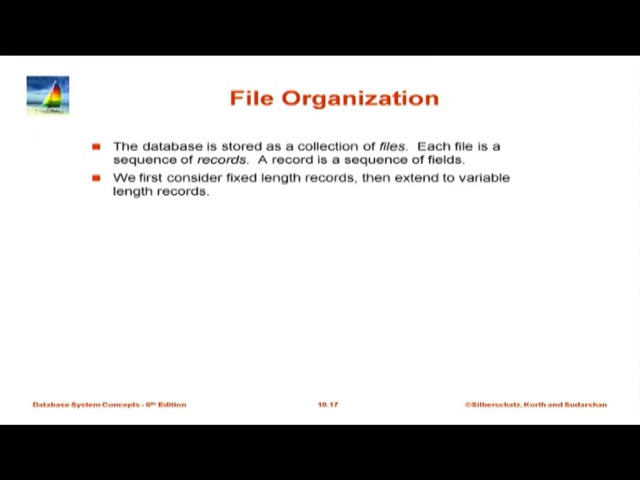 File Organization
The database is stored as a collection of files. Each file is a
sequence of records. A record is a sequence of fields.
We first consider fixed length records, then extend to variable
length records.
Database System Concepts - 6th Edition
10.17
©Silberschatz, Korth and Sudarshan